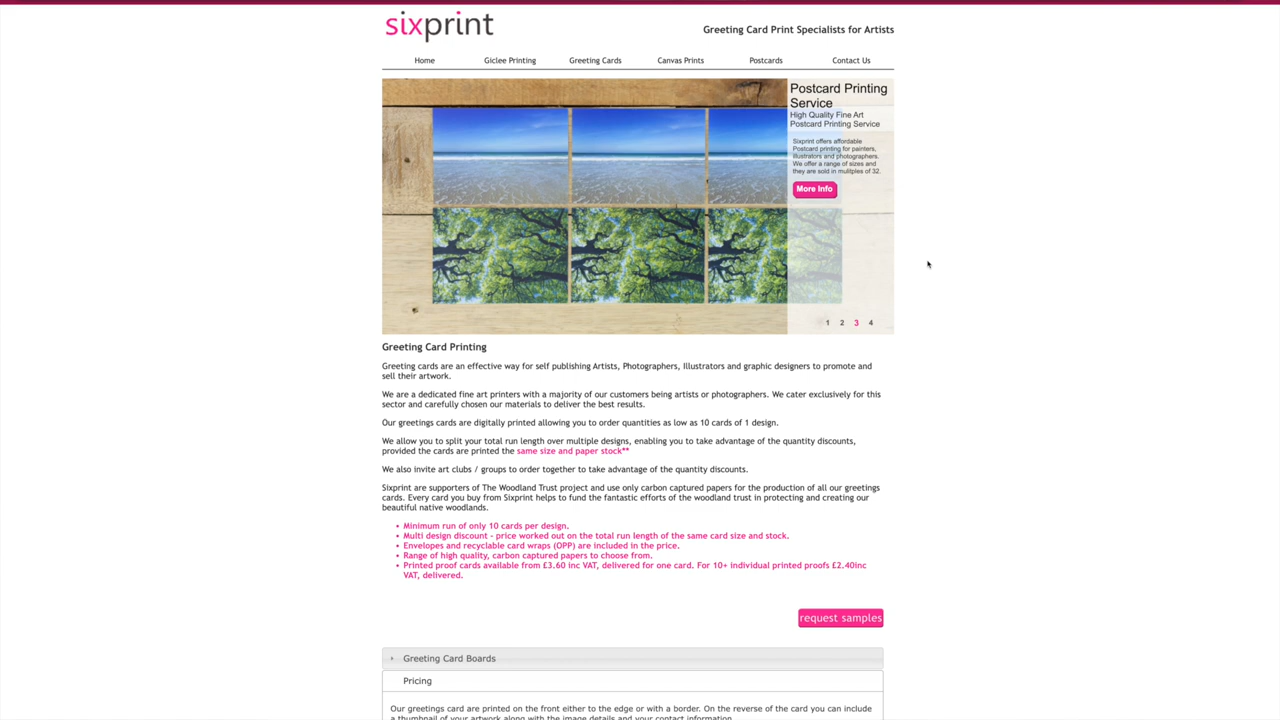 sixprint
Greeting Card Print Specialists for Artists
Home Giclee Printing Greeting Cards Canvas Prints Postcards Contact Us
Postcard Printing
Service
High Quality Fine Art
Postcard Printing Service
Sixprint offers affordable
Postcard printing for painters,
illustrators and photographers.
We offer a range of sizes and
they are sold in mulitples of 32.
More Info
1 2 3 4
Greeting Card Printing
Greeting cards are an effective way for self publishing Artists, Photographers, Illustrators and graphic designers to promote and
sell their artwork.
We are a dedicated fine art printers with a majority of our customers being artists or photographers. We cater exclusively for this
sector and carefully chosen our materials to deliver the best results.
Our greetings cards are digitally printed allowing you to order quantities as low as 10 cards of 1 design.
We allow you to split your total run length over multiple designs, enabling you to take advantage of the quantity discounts,
provided the cards are printed the same size and paper stock**
We also invite art clubs / groups to order together to take advantage of the quantity discounts.
Sixprint are supporters of The Woodland Trust project and use only carbon captured papers for the production of all our greetings
cards. Every card you buy from Sixprint helps to fund the fantastic efforts of the woodland trust in protecting and creating our
beautiful native woodlands.
• Minimum run of only 10 cards per design.
• Multi design discount - price worked out on the total run length of the same card size and stock.
• Envelopes and recyclable card wraps (OPP) are included in the price.
• Range of high quality, carbon captured papers to choose from.
• Printed proof cards available from £3.60 inc VAT, delivered for one card. For 10+ individual printed proofs £2.40inc
VAT, delivered.
request samples
Greeting Card Boards
Pricing
Our greetings card are printed on the front either to the edge or with a border. On the reverse of the card you can include
a thumbnail of your artwork along with the image details and your contact information.